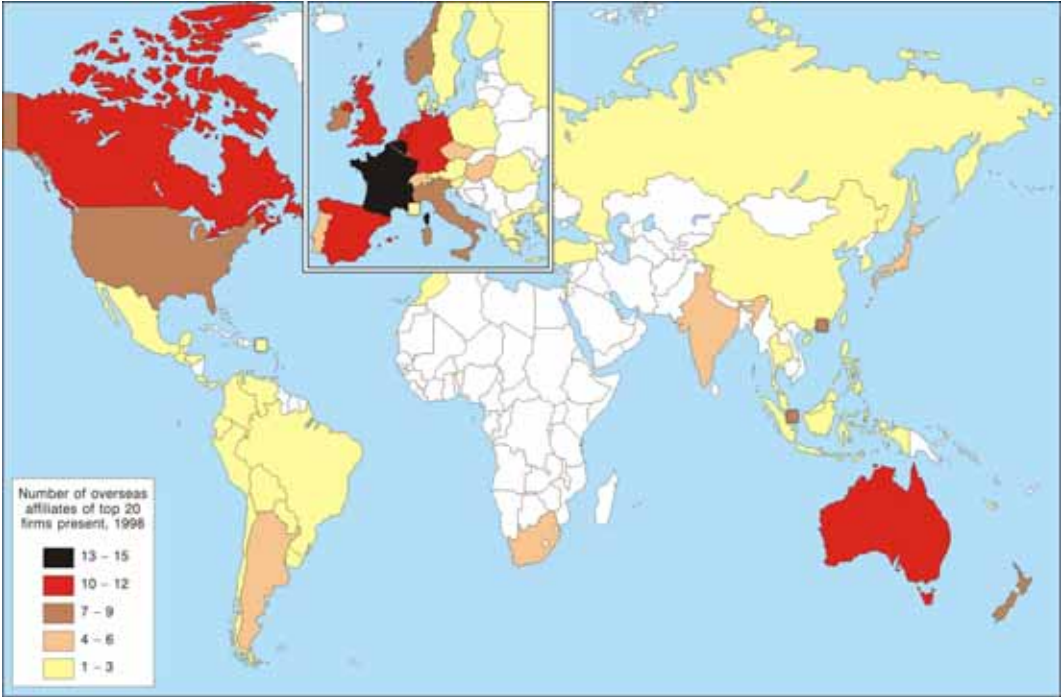 Number of overseas
affiliates of top 20
firms present, 1998
13 – 15
10 – 12
7 – 9
4 – 6
1 – 3